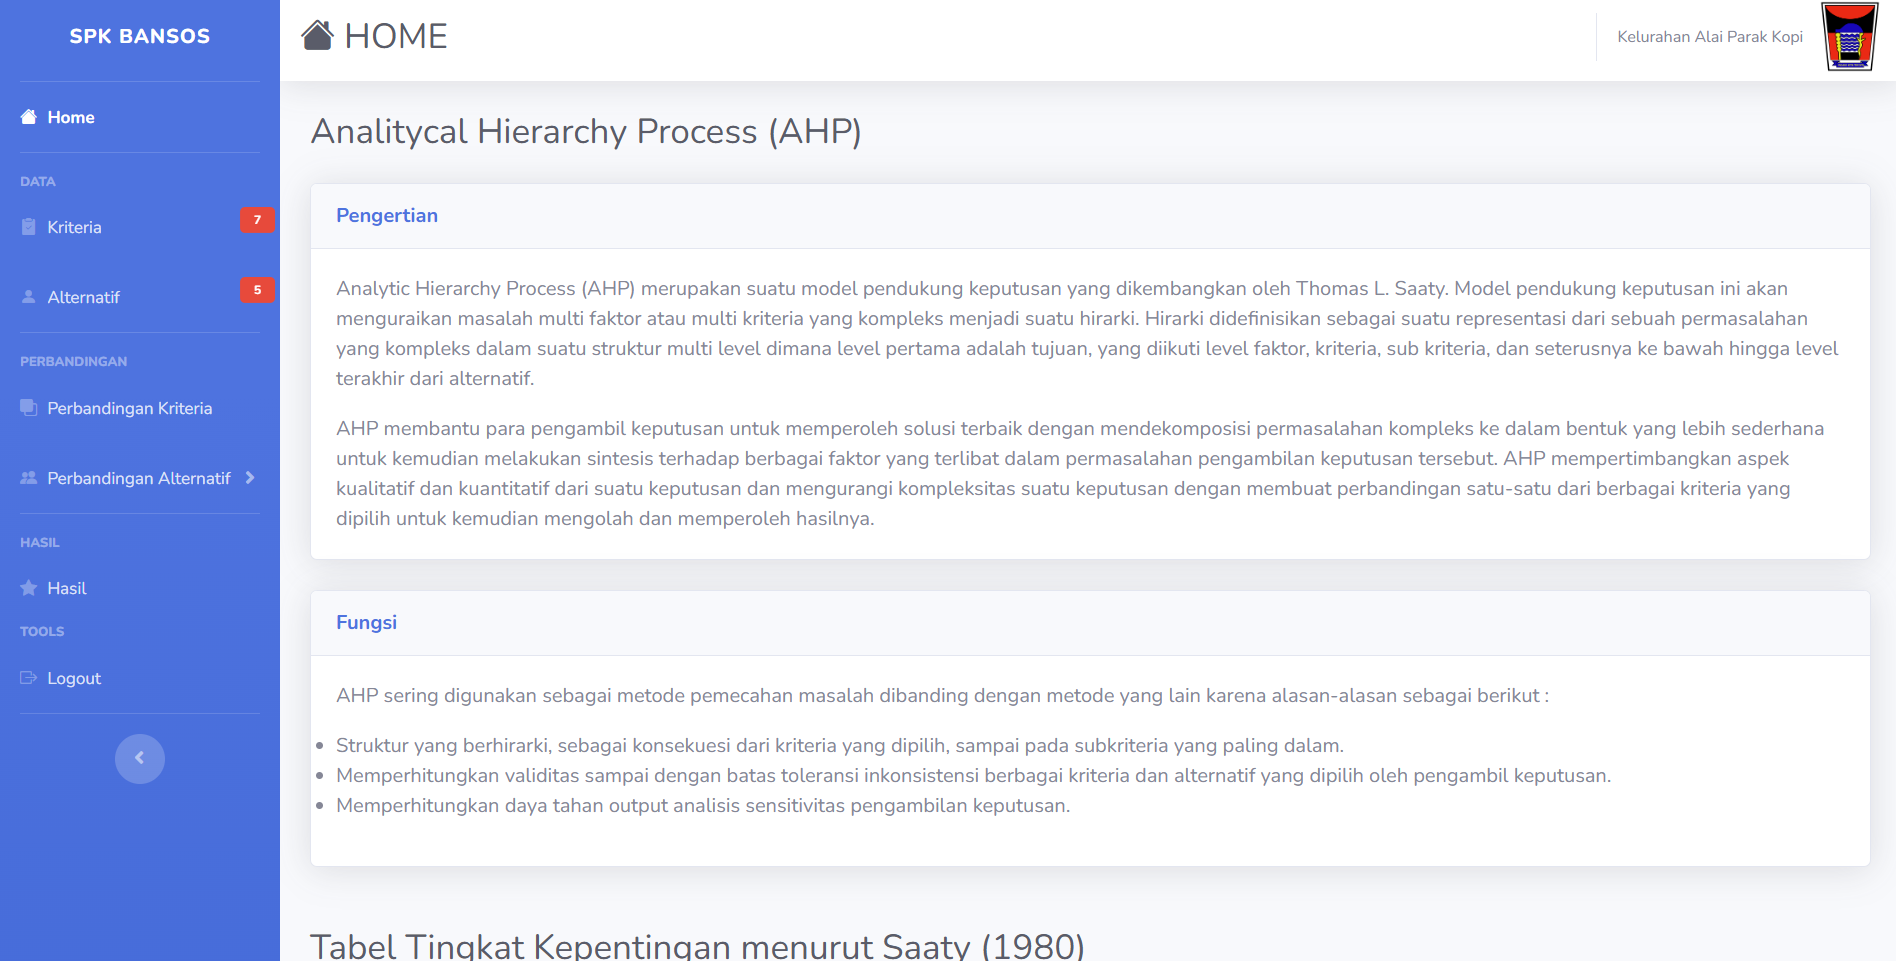 SPK BANSOS
Home
DATA
Kriteria
7
Alternatif
5
PERBANDINGAN
Perbandingan Kriteria
Perbandingan Alternatif
HASIL
Hasil
TOOLS
Logout
HOME
Kelurahan Alai Parak Kopi
Analitycal Hierarchy Process (AHP)
Pengertian
Analytic Hierarchy Process (AHP) merupakan suatu model pendukung keputusan yang dikembangkan oleh Thomas L. Saaty. Model pendukung keputusan ini akan
menguraikan masalah multi faktor atau multi kriteria yang kompleks menjadi suatu hirarki. Hirarki didefinisikan sebagai suatu representasi dari sebuah permasalahan
yang kompleks dalam suatu struktur multi level dimana level pertama adalah tujuan, yang diikuti level faktor, kriteria, sub kriteria, dan seterusnya ke bawah hingga level
terakhir dari alternatif.
AHP membantu para pengambil keputusan untuk memperoleh solusi terbaik dengan mendekomposisi permasalahan kompleks ke dalam bentuk yang lebih sederhana
untuk kemudian melakukan sintesis terhadap berbagai faktor yang terlibat dalam permasalahan pengambilan keputusan tersebut. AHP mempertimbangkan aspek
kualitatif dan kuantitatif dari suatu keputusan dan mengurangi kompleksitas suatu keputusan dengan membuat perbandingan satu-satu dari berbagai kriteria yang
dipilih untuk kemudian mengolah dan memperoleh hasilnya.
Fungsi
AHP sering digunakan sebagai metode pemecahan masalah dibanding dengan metode yang lain karena alasan-alasan sebagai berikut :
• Struktur yang berhirarki, sebagai konsekuesi dari kriteria yang dipilih, sampai pada subkriteria yang paling dalam.
• Memperhitungkan validitas sampai dengan batas toleransi inkonsistensi berbagai kriteria dan alternatif yang dipilih oleh pengambil keputusan.
• Memperhitungkan daya tahan output analisis sensitivitas pengambilan keputusan.
Tabel Tingkat Kepentingan menurut Saaty (1980)